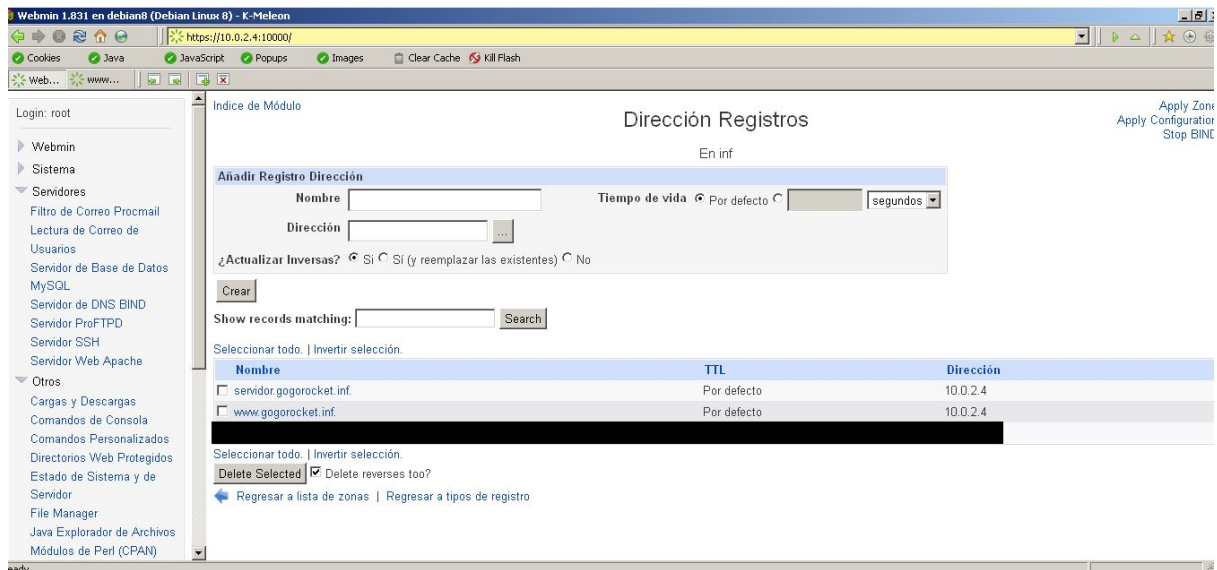 Webmin 1.831 en debian8 (Debian Linux 8) - K-Meleon
https://10.0.2.4:10000/
Cookies Java JavaScript Popups Images Clear Cache Kill Flash
Web... www...
Login: root
Webmin
Sistema
Servidores
Filtro de Correo Procmail
Lectura de Correo de
Usuarios
Servidor de Base de Datos
MySQL
Servidor de DNS BIND
Servidor ProFTPD
Servidor SSH
Servidor Web Apache
Otros
Cargas y Descargas
Comandos de Consola
Comandos Personalizados
Directorios Web Protegidos
Estado de Sistema y de
Servidor
File Manager
Java Explorador de Archivos
Módulos de Perl (CPAN)
Indice de Módulo
Dirección Registros
En inf
Apply Zone
Apply Configuration
Stop BIND
Añadir Registro Dirección
Nombre Tiempo de vida Por defecto segundos
Dirección ...
¿Actualizar Inversas? Si Sí (y reemplazar las existentes) No
Crear
Show records matching: Search
Seleccionar todo. | Invertir selección.
Nombre TTL Dirección
servidor.gogorocket.inf. Por defecto 10.0.2.4
www.gogorocket.inf. Por defecto 10.0.2.4
Seleccionar todo. | Invertir selección.
Delete Selected Delete reverses too?
Regresar a lista de zonas | Regresar a tipos de registro